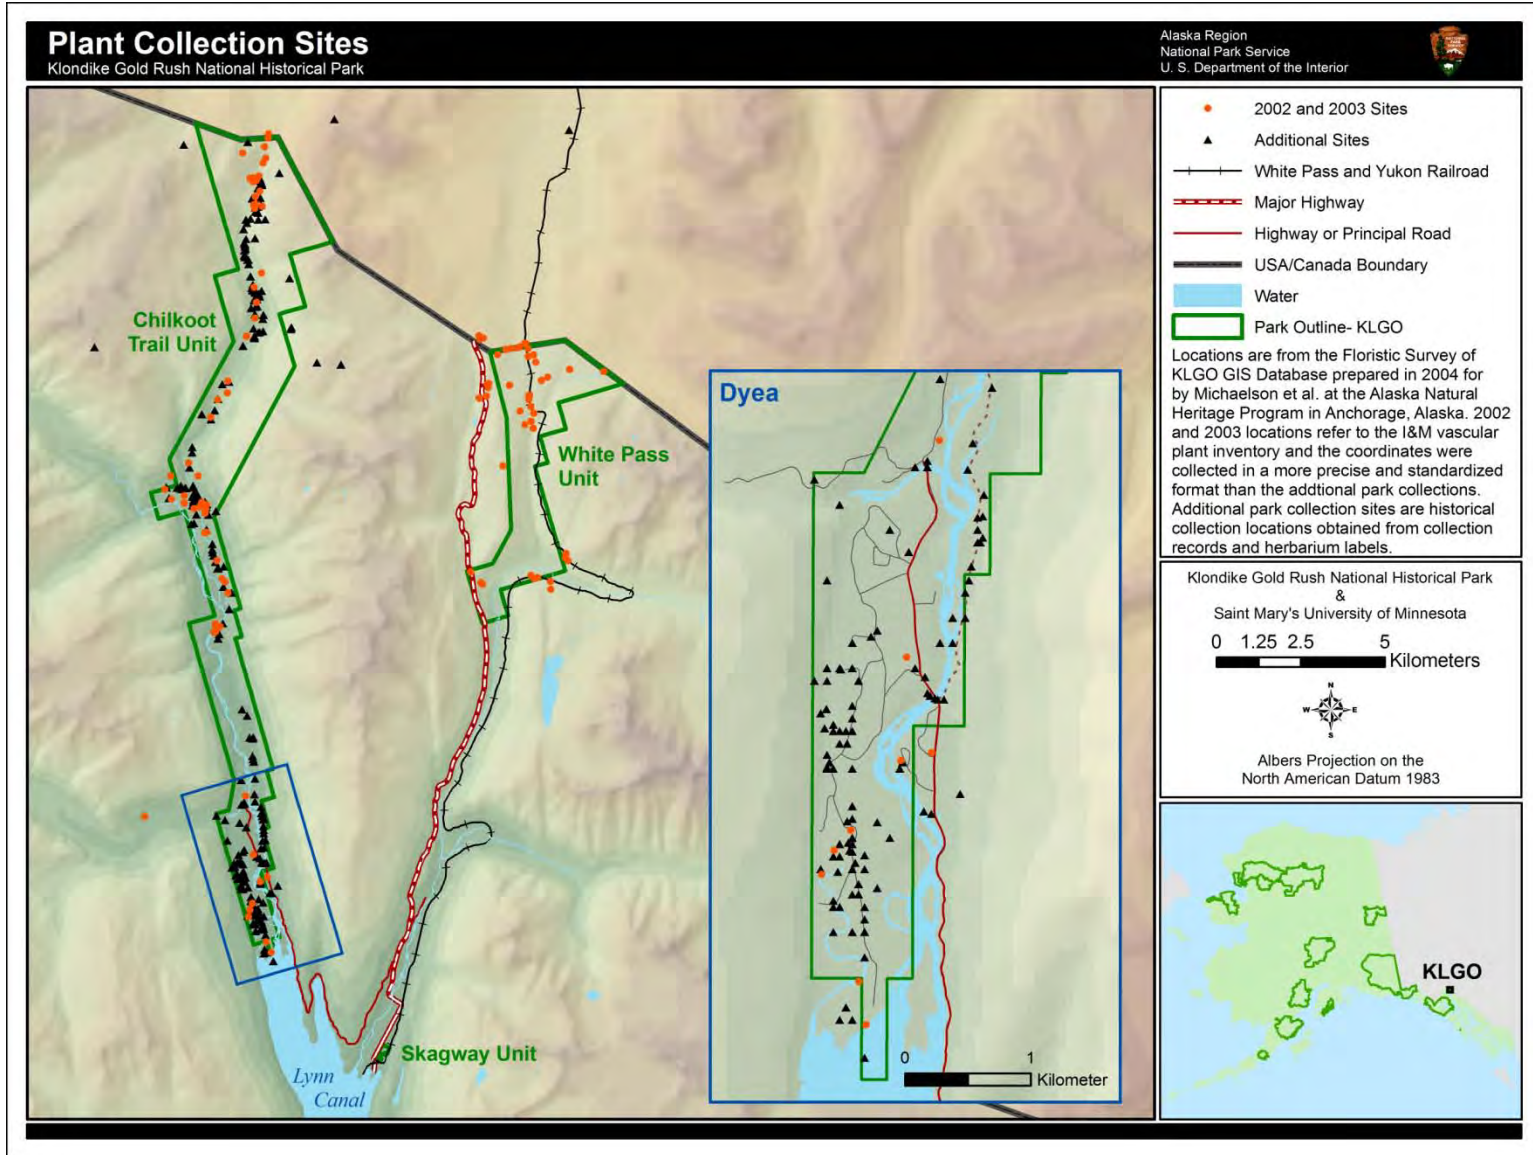 Plant Collection Sites
Klondike Gold Rush National Historical Park
Alaska Region
National Park Service
U. S. Department of the Interior
2002 and 2003 Sites
Additional Sites
White Pass and Yukon Railroad
Major Highway
Highway or Principal Road
USA/Canada Boundary
Water
Park Outline- KLGO
Locations are from the Floristic Survey of
KLGO GIS Database prepared in 2004 for
by Michaelson et al. at the Alaska Natural
Heritage Program in Anchorage, Alaska. 2002
and 2003 locations refer to the I&M vascular
plant inventory and the coordinates were
collected in a more precise and standardized
format than the addtional park collections.
Additional park collection sites are historical
collection locations obtained from collection
records and herbarium labels.
Klondike Gold Rush National Historical Park
&
Saint Mary's University of Minnesota
0 1.25 2.5 5
Kilometers
N
W E
S
Albers Projection on the
North American Datum 1983
KLGO
Chilkoot
Trail Unit
White Pass
Unit
Dyea
Skagway Unit
Lynn
Canal
0 1
Kilometer